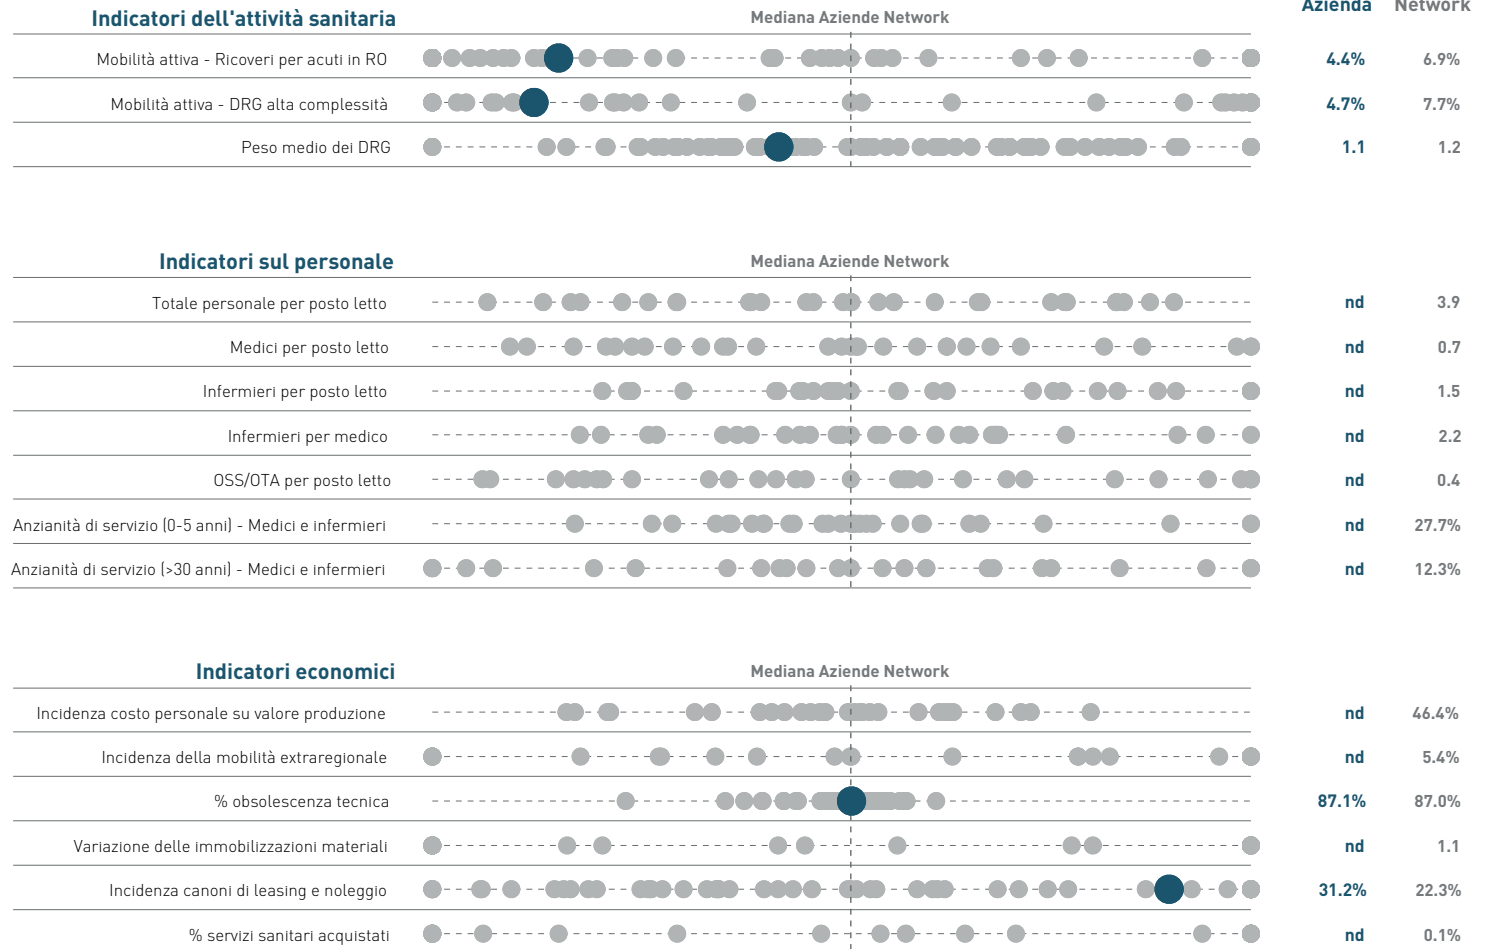 Azienda Network
Indicatori dell'attività sanitaria Mediana Aziende Network
Mobilità attiva - Ricoveri per acuti in RO 4.4% 6.9%
Mobilità attiva - DRG alta complessità 4.7% 7.7%
Peso medio dei DRG 1.1 1.2
Indicatori sul personale Mediana Aziende Network
Totale personale per posto letto nd 3.9
Medici per posto letto nd 0.7
Infermieri per posto letto nd 1.5
Infermieri per medico nd 2.2
OSS/OTA per posto letto nd 0.4
Anzianità di servizio (0-5 anni) - Medici e infermieri nd 27.7%
Anzianità di servizio (>30 anni) - Medici e infermieri nd 12.3%
Indicatori economici Mediana Aziende Network
Incidenza costo personale su valore produzione nd 46.4%
Incidenza della mobilità extraregionale nd 5.4%
% obsolescenza tecnica 87.1% 87.0%
Variazione delle immobilizzazioni materiali nd 1.1
Incidenza canoni di leasing e noleggio 31.2% 22.3%
% servizi sanitari acquistati nd 0.1%